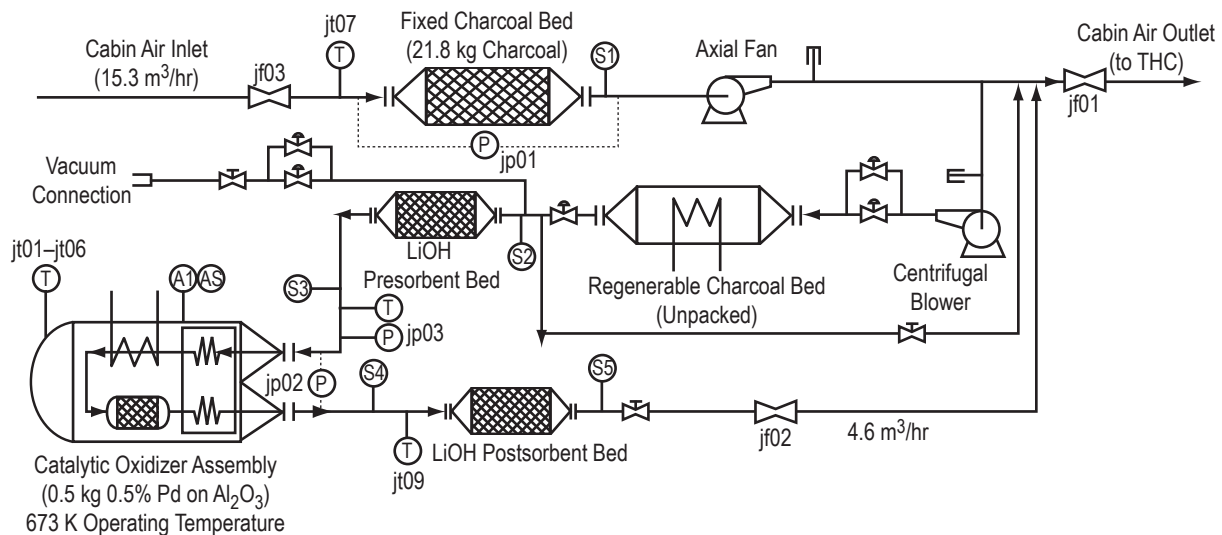 jt07
Fixed Charcoal Bed
(21.8 kg Charcoal)
S1
Axial Fan
Cabin Air Outlet
(to THC)
Cabin Air Inlet
(15.3 m³/hr)
jf03
T
jf01
P
jp01
Vacuum
Connection
LiOH
Presorbent Bed
S2
Regenerable Charcoal Bed
(Unpacked)
Centrifugal
Blower
jt01–jt06
T
A1
AS
S3
T
P
jp03
jp02
P
S4
S5
T
jt09
LiOH Postsorbent Bed
jf02
4.6 m³/hr
Catalytic Oxidizer Assembly
(0.5 kg 0.5% Pd on Al₂O₃)
673 K Operating Temperature